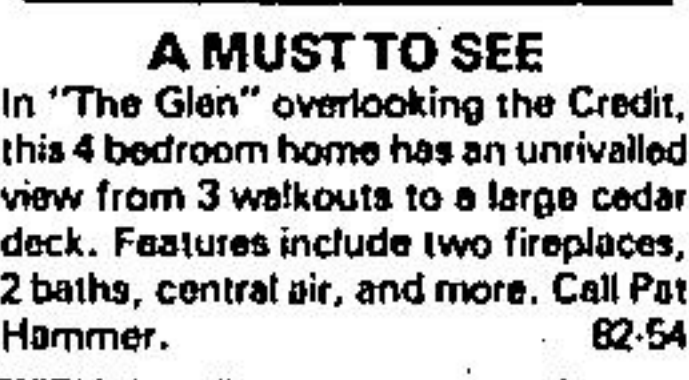 A MUST TO SEE
In "The Glen" overlooking the Credit,
this 4 bedroom home has an unrivalled
view from 3 walkouts to a large cedar
deck. Features include two fireplaces,
2 baths, central air, and more. Call Pat
Hammer. 82-54